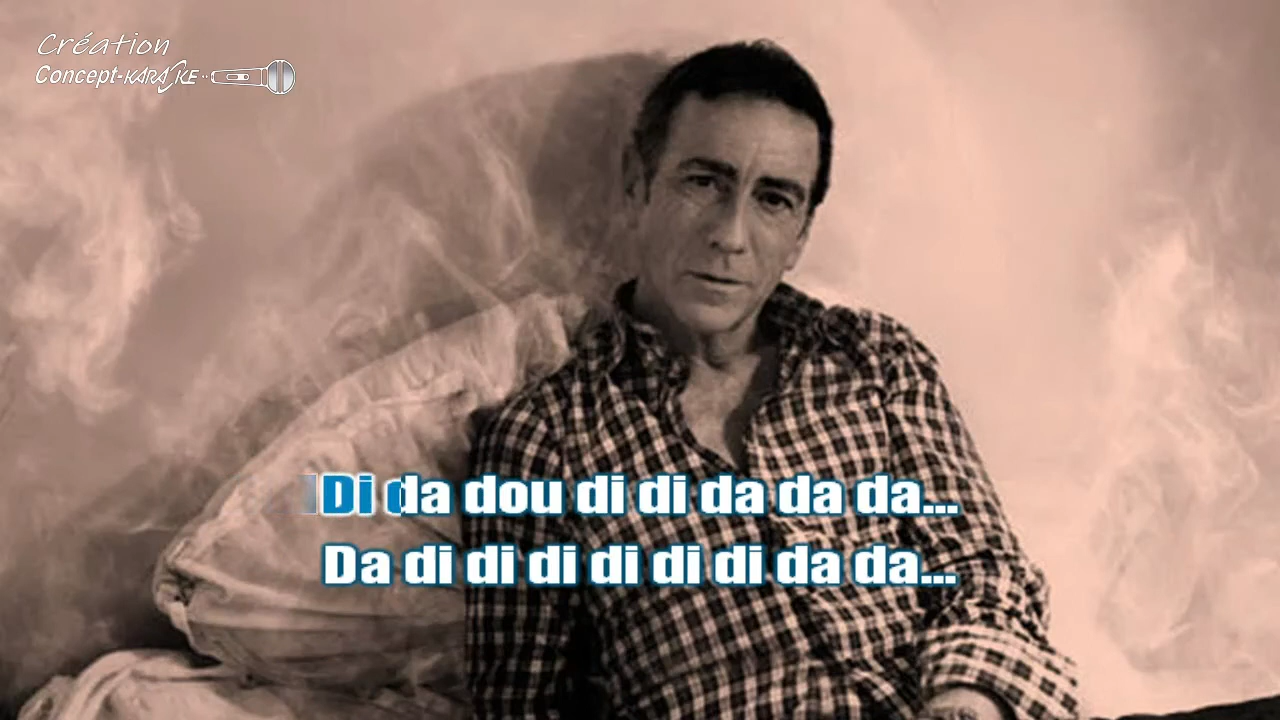 Création
Concept-KARAOKE
Di da dou di di da da da...
Da di di di di di di da da...